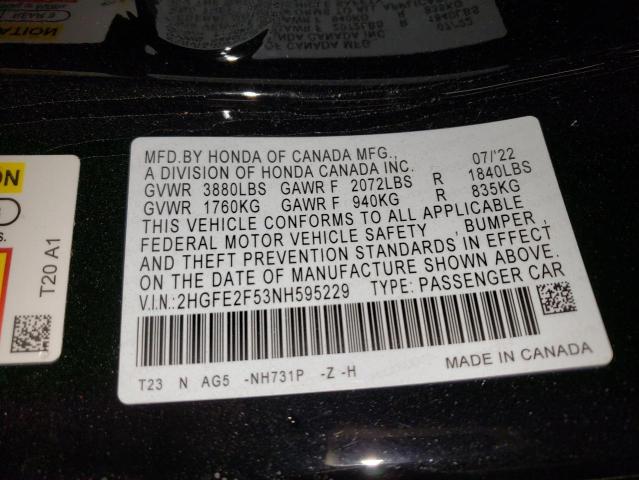 MFD.BY HONDA OF CANADA MFG., 07/'22
A DIVISION OF HONDA CANADA INC.
GVWR 3880LBS GAWR F 2072LBS R 1840LBS
GVWR 1760KG GAWR F 940KG R 835KG
THIS VEHICLE CONFORMS TO ALL APPLICABLE
FEDERAL MOTOR VEHICLE SAFETY , BUMPER ,
AND THEFT PREVENTION STANDARDS IN EFFECT
ON THE DATE OF MANUFACTURE SHOWN ABOVE.
V.I.N.:2HGFE2F53NH595229 TYPE: PASSENGER CAR
T23 N AG5 -NH731P -Z -H MADE IN CANADA
ON
s.
T20 A1